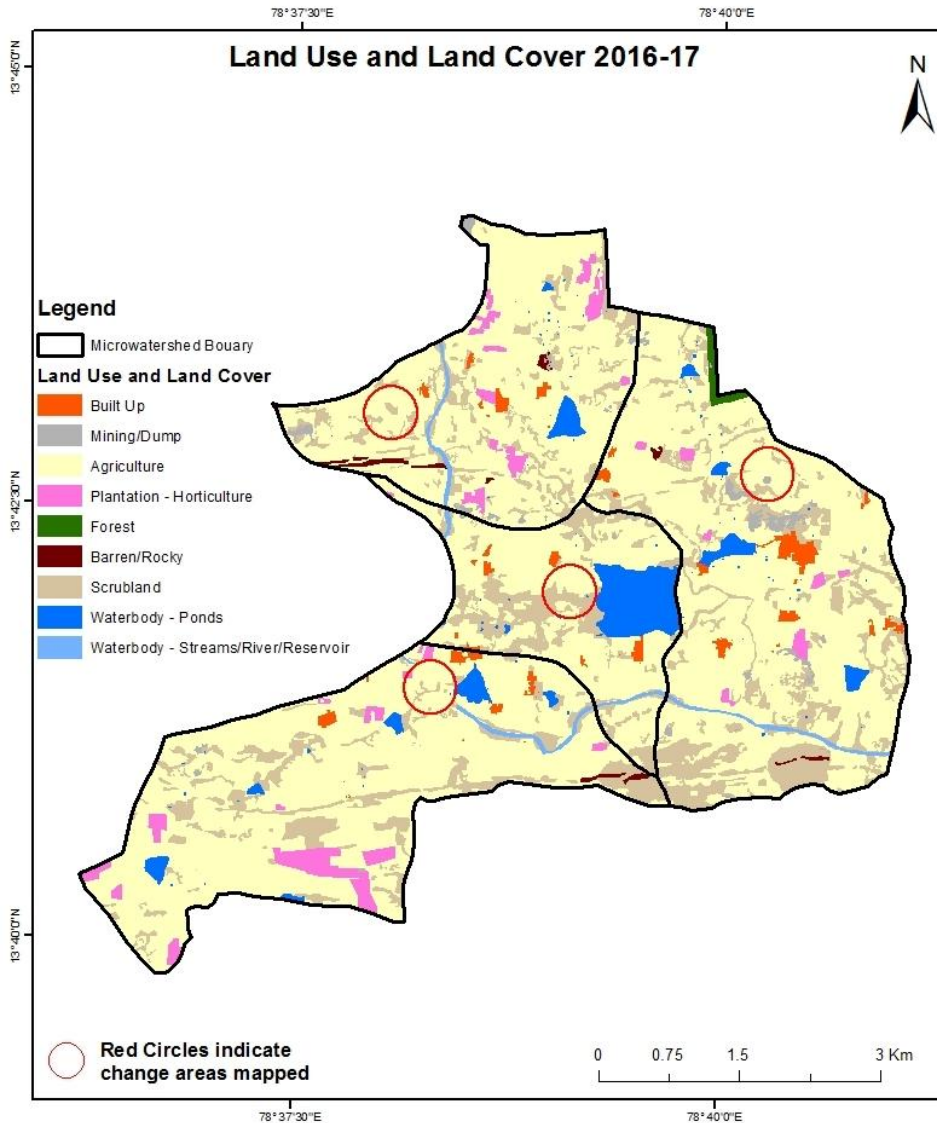 78°37'30"E
78°40'0"E
13°45'0"N
Land Use and Land Cover 2016-17
N
Legend
Microwatershed Bouary
Land Use and Land Cover
Built Up
Mining/Dump
Agriculture
Plantation - Horticulture
Forest
Barren/Rocky
Scrubland
Waterbody - Ponds
Waterbody - Streams/River/Reservoir
13°42'30"N
13°40'0"N
Red Circles indicate
change areas mapped
0 0.75 1.5 3 Km
78°37'30"E
78°40'0"E